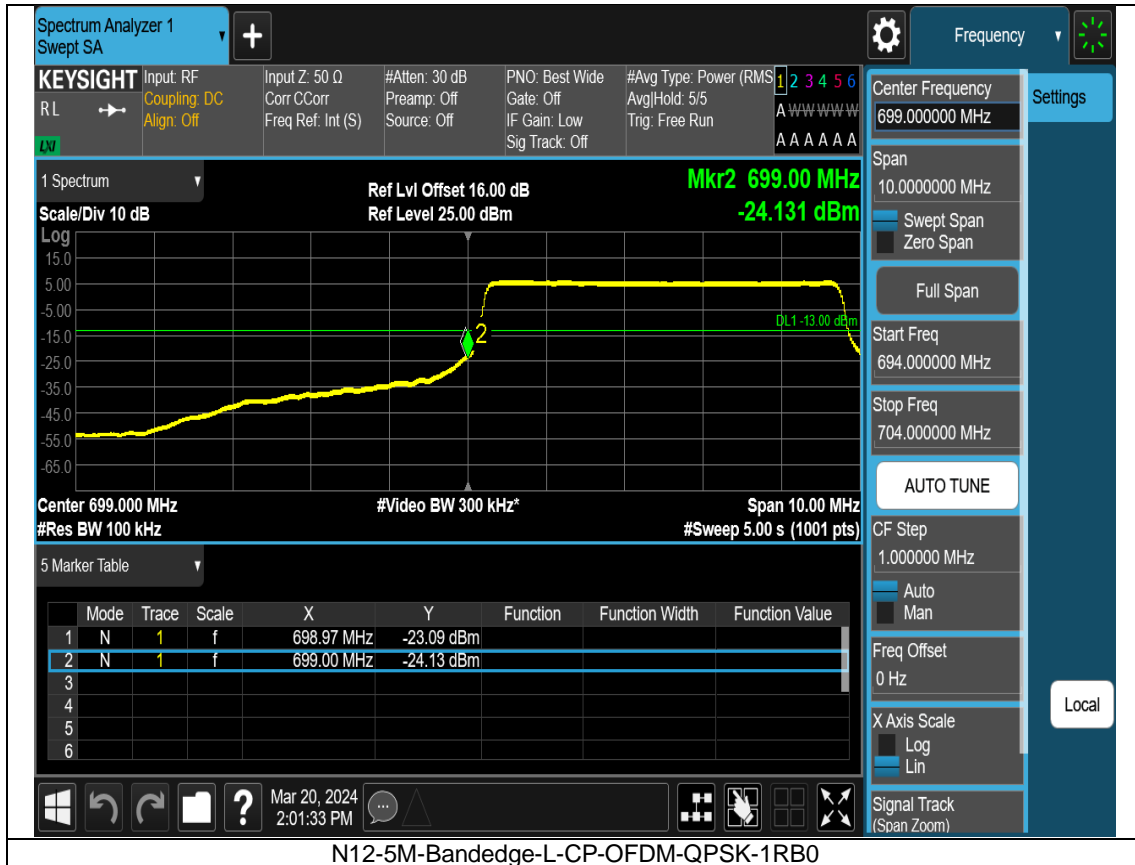 Spectrum Analyzer 1
Swept SA
Frequency
KEYSIGHT
R L
LXI
Input: RF
Coupling: DC
Align: Off
Input Z: 50 Ω
Corr CCorr
Freq Ref: Int (S)
#Atten: 30 dB
Preamp: Off
Source: Off
PNO: Best Wide
Gate: Off
IF Gain: Low
Sig Track: Off
#Avg Type: Power (RMS
Avg|Hold: 5/5
Trig: Free Run
1 2 3 4 5 6
A W W W W W
A A A A A A
1 Spectrum
Scale/Div 10 dB
Ref Lvl Offset 16.00 dB
Ref Level 25.00 dBm
Mkr2 699.00 MHz
-24.131 dBm
Log
15.0
5.00
-5.00
-15.0
-25.0
-35.0
-45.0
-55.0
-65.0
2
DL1 -13.00 dBm
Center 699.000 MHz
#Video BW 300 kHz*
Span 10.00 MHz
#Res BW 100 kHz
#Sweep 5.00 s (1001 pts)
5 Marker Table
Mode Trace Scale X Y Function Function Width Function Value
1 N 1 f 698.97 MHz -23.09 dBm
2 N 1 f 699.00 MHz -24.13 dBm
3
4
5
6
Mar 20, 2024
2:01:33 PM
?
Center Frequency
699.000000 MHz
Settings
Span
10.0000000 MHz
Swept Span
Zero Span
Full Span
Start Freq
694.000000 MHz
Stop Freq
704.000000 MHz
AUTO TUNE
CF Step
1.000000 MHz
Auto
Man
Freq Offset
0 Hz
X Axis Scale
Log
Lin
Local
Signal Track
(Span Zoom)
N12-5M-Bandedge-L-CP-OFDM-QPSK-1RB0